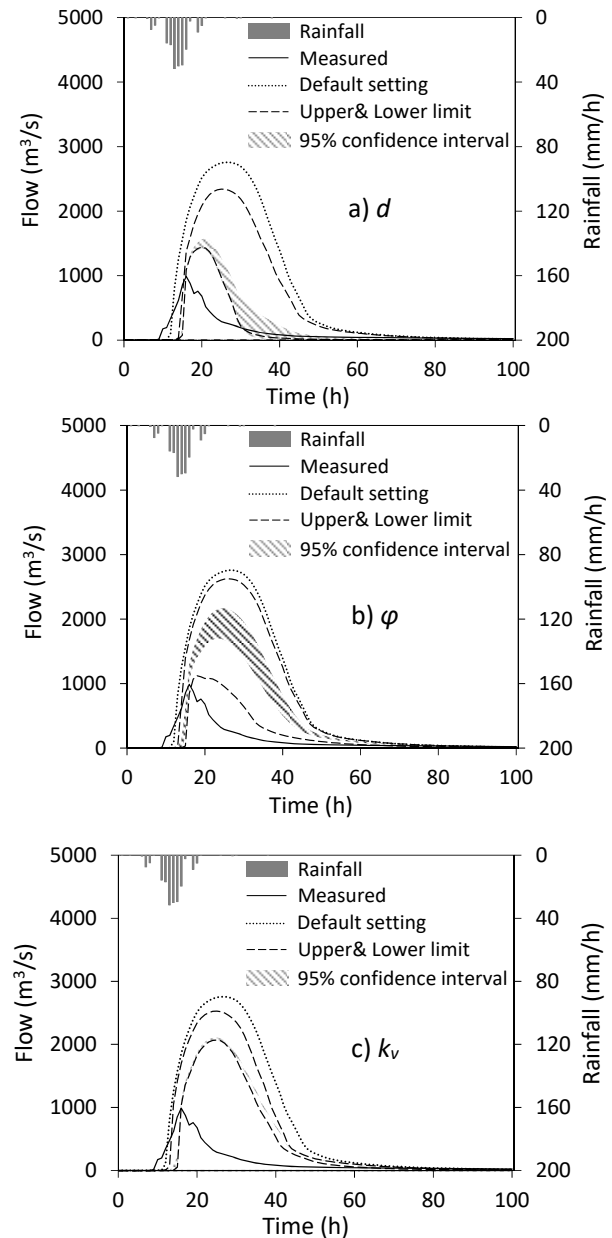 5000 0
Rainfall
Measured
4000 40
Default setting
Upper& Lower limit
3000 95% confidence interval 80
Flow (m³/s) Rainfall (mm/h)
2000 a) d 120
1000 160
0 200
0 20 40 60 80 100
Time (h)
5000 0
Rainfall
Measured
4000 40
Default setting
Upper& Lower limit
3000 95% confidence interval 80
Flow (m³/s) Rainfall (mm/h)
2000 b) φ 120
1000 160
0 200
0 20 40 60 80 100
Time (h)
5000 0
Rainfall
Measured
4000 40
Default setting
Upper& Lower limit
3000 95% confidence interval 80
Flow (m³/s) Rainfall (mm/h)
2000 c) kᵥ 120
1000 160
0 200
0 20 40 60 80 100
Time (h)